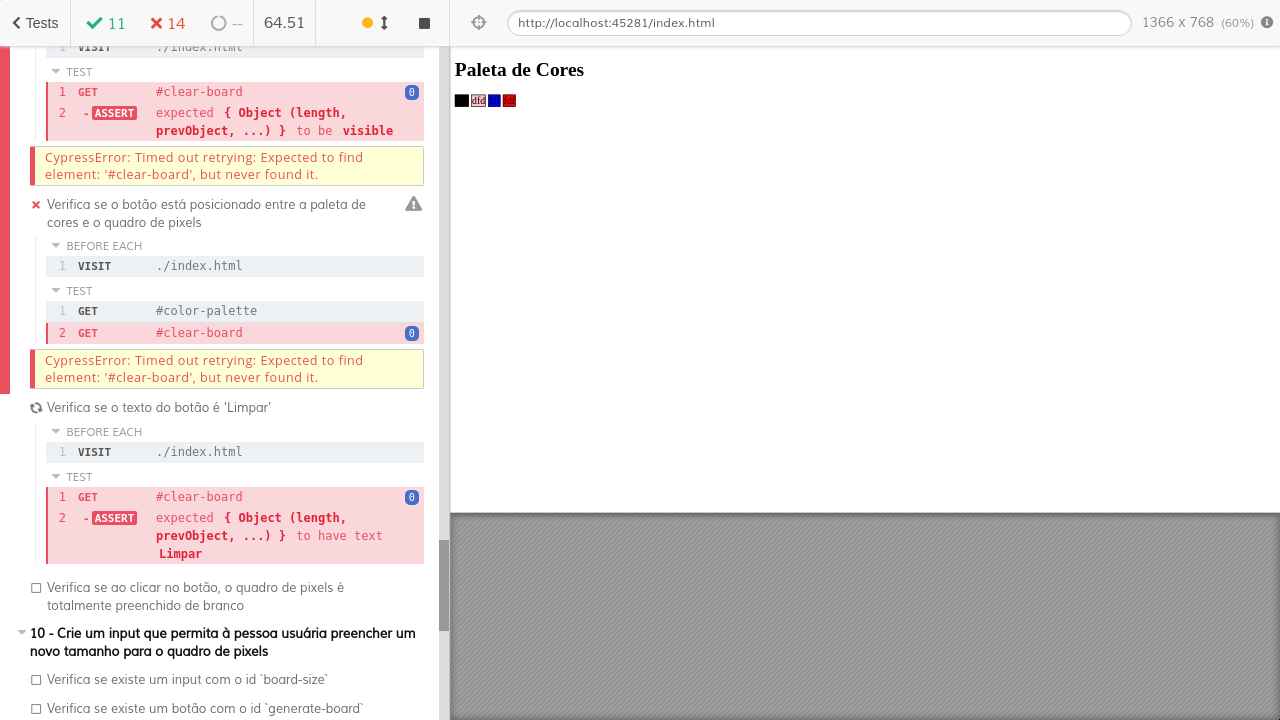 Tests
11
14
--
64.51
http://localhost:45281/index.html
1366 x 768 (60%)
1 VISIT ./index.html
TEST
1 GET #clear-board 0
2 -ASSERT expected { Object (length,
prevObject, ...) } to be visible
CypressError: Timed out retrying: Expected to find
element: '#clear-board', but never found it.
Verifica se o botão está posicionado entre a paleta de
cores e o quadro de pixels
BEFORE EACH
1 VISIT ./index.html
TEST
1 GET #color-palette
2 GET #clear-board 0
CypressError: Timed out retrying: Expected to find
element: '#clear-board', but never found it.
Verifica se o texto do botão é 'Limpar'
BEFORE EACH
1 VISIT ./index.html
TEST
1 GET #clear-board 0
2 -ASSERT expected { Object (length,
prevObject, ...) } to have text
Limpar
Verifica se ao clicar no botão, o quadro de pixels é
totalmente preenchido de branco
10 - Crie um input que permita à pessoa usuária preencher um
novo tamanho para o quadro de pixels
Verifica se existe um input com o id `board-size`
Verifica se existe um botão com o id `generate-board`
Paleta de Cores
dfd